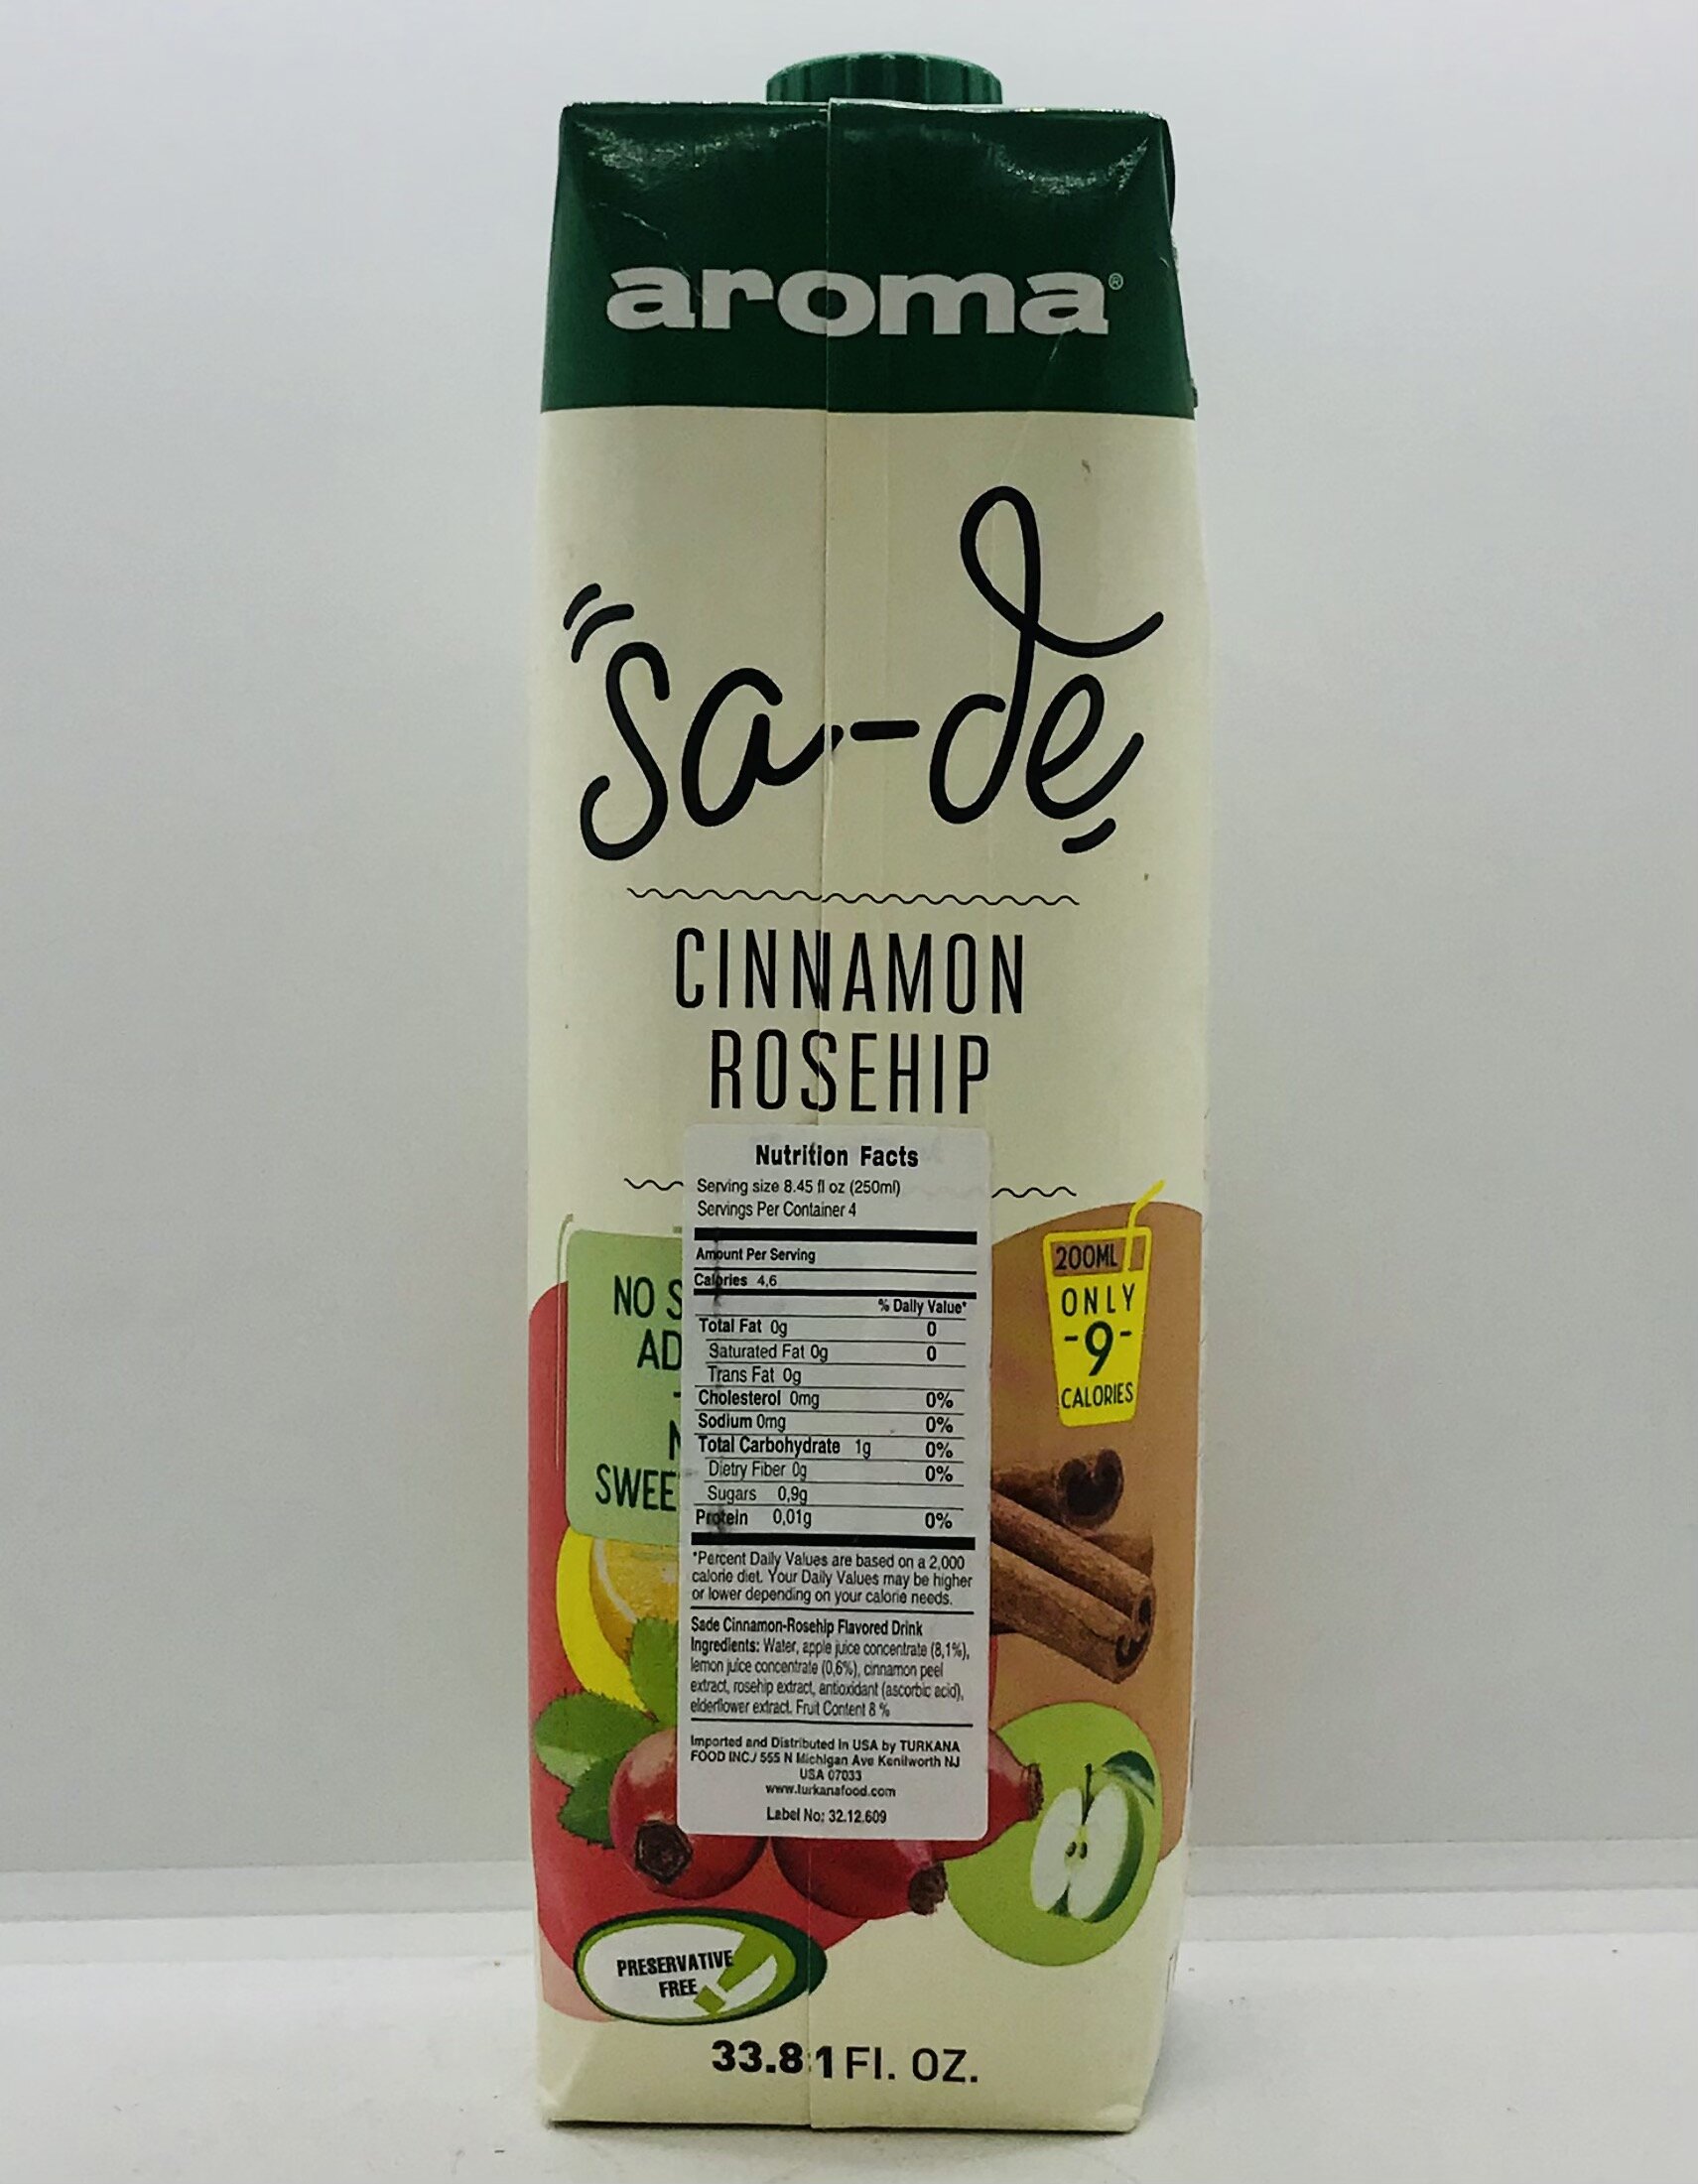 aroma®
sa-de
CINNAMON
ROSEHIP
Nutrition Facts
Serving size 8.45 fl oz (250ml)
Servings Per Container 4
Amount Per Serving
Calories 4,6
% Daily Value*
Total Fat 0g 0
Saturated Fat 0g 0
Trans Fat 0g
Cholesterol 0mg 0%
Sodium 0mg 0%
Total Carbohydrate 1g 0%
Dietry Fiber 0g 0%
Sugars 0,9g
Protein 0,01g 0%
*Percent Daily Values are based on a 2,000
calorie diet. Your Daily Values may be higher
or lower depending on your calorie needs.
Sade Cinnamon-Rosehip Flavored Drink
Ingredients: Water, apple juice concentrate (8,1%),
lemon juice concentrate (0,6%), cinnamon peel
extract, rosehip extract, antioxidant (ascorbic acid),
elderflower extract. Fruit Content 8 %
Imported and Distributed In USA by TURKANA
FOOD INC./ 555 N Michigan Ave Kenilworth NJ
USA 07033
www.turkanafood.com
Label No: 32.12.609
NO S
AD
SWEE
200ML
ONLY
-9-
CALORIES
PRESERVATIVE
FREE
33.81 Fl. OZ.